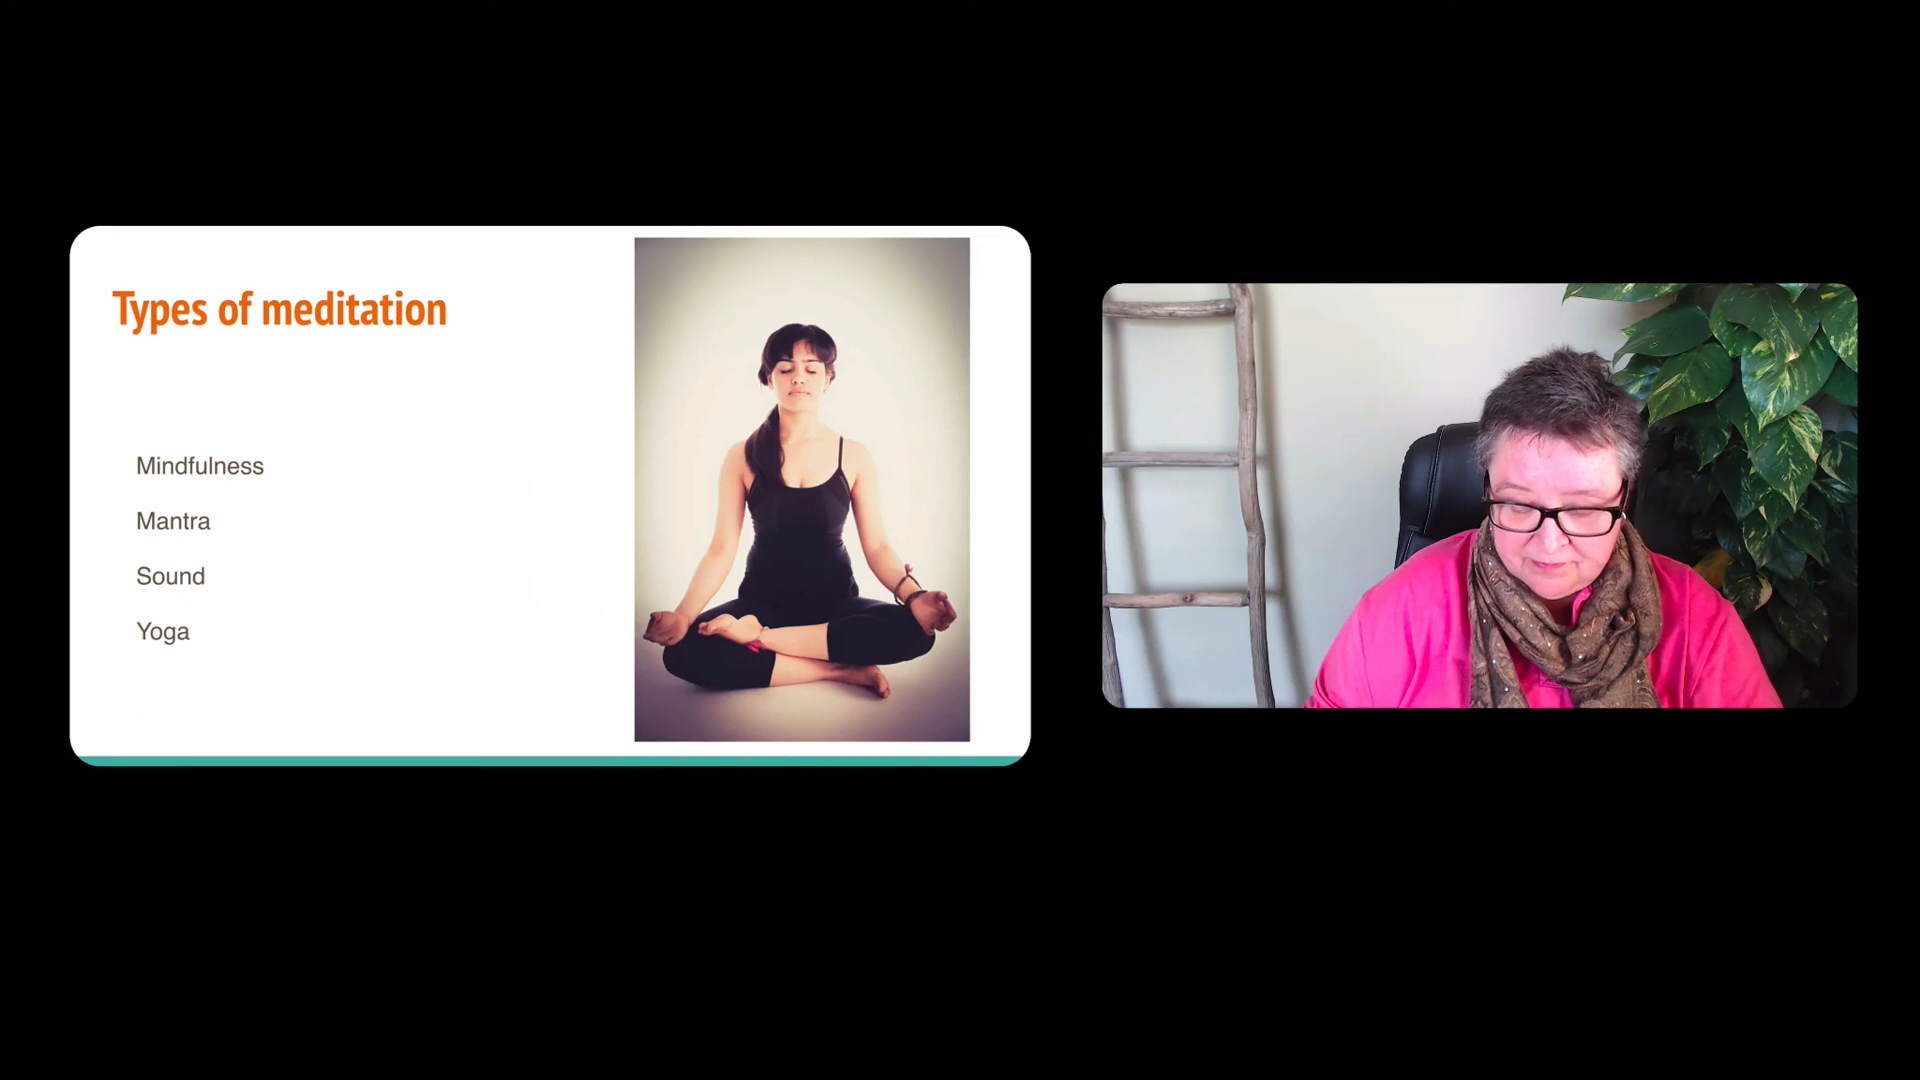 Types of meditation
Mindfulness
Mantra
Sound
Yoga